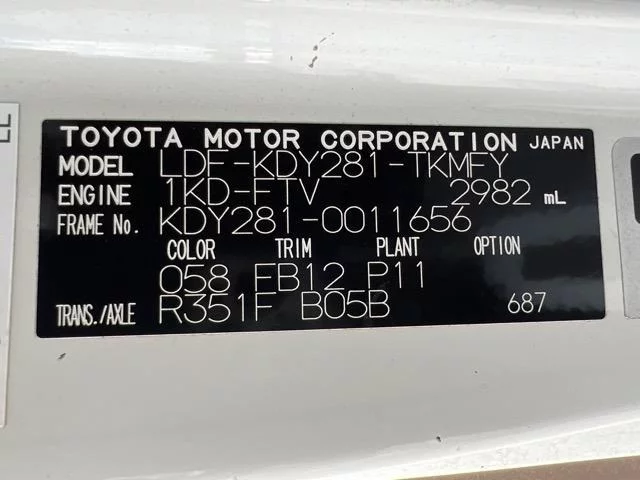 TOYOTA MOTOR CORPORATION JAPAN
MODEL LDF-KDY281-TKMFY
ENGINE 1KD-FTV 2982 mL
FRAME No. KDY281-0011656
COLOR TRIM PLANT OPTION
058 FB12 P11
TRANS./AXLE R351F B05B 687